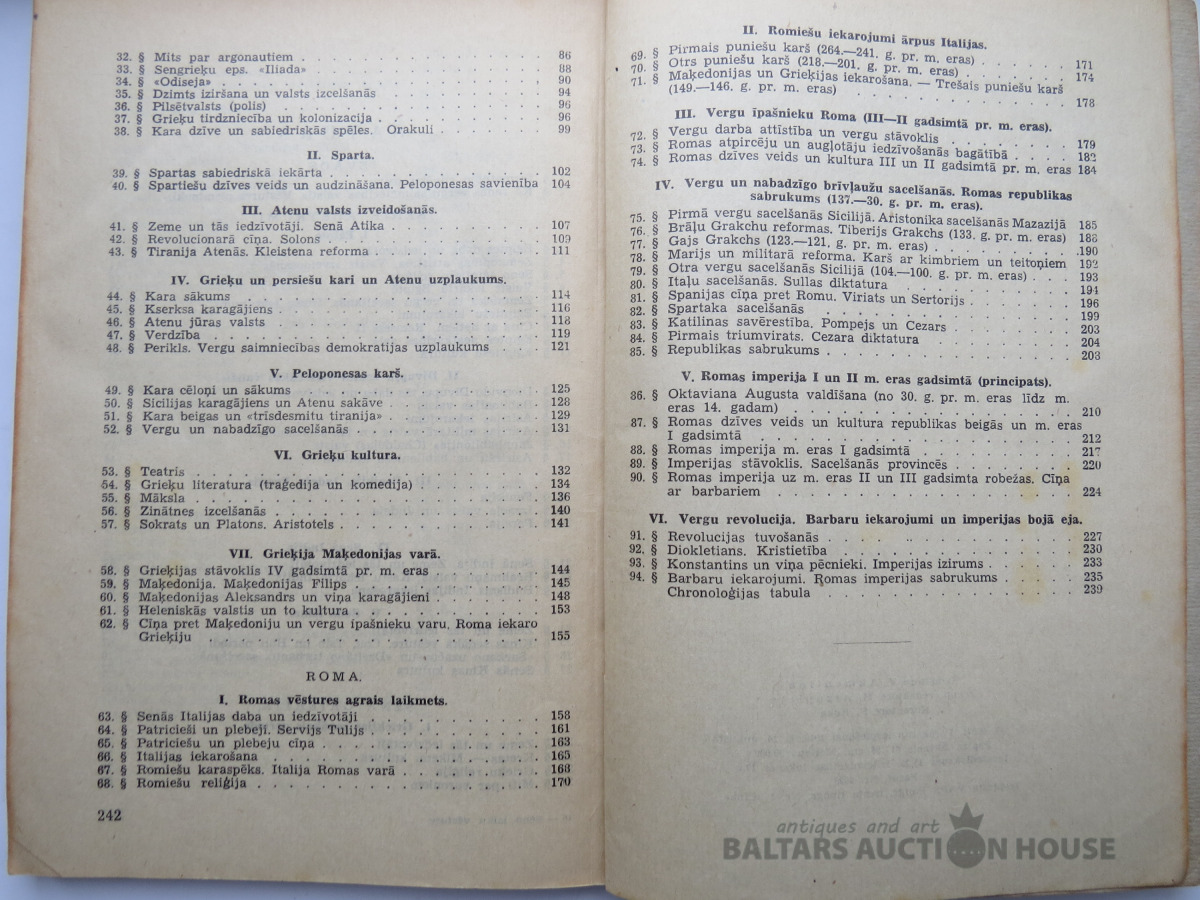 32. § Mits par argonautiem . . . . . . . . . . 86
33. § Sengrieķu eps. «Iliada» . . . . . . . . . . 88
34. § «Odiseja» . . . . . . . . . . 90
35. § Dzimts iziršana un valsts izcelšanās . . . . . . . . . . 94
36. § Pilsētvalsts (polis) . . . . . . . . . . 96
37. § Grieķu tirdzniecība un kolonizacija . . . . . . . . . . 96
38. § Kara dzīve un sabiedriskās spēles. Orakuli . . . . . . . 99
II. Sparta.
39. § Spartas sabiedriskā iekārta . . . . . . . . . . 102
40. § Spartiešu dzīves veids un audzināšana. Peloponesas savienība 104
III. Atenu valsts izveidošanās.
41. § Zeme un tās iedzīvotāji. Senā Atika . . . . . . . . . . 107
42. § Revolucionarā cīņa. Solons . . . . . . . . . . 109
43. § Tiranija Atenās. Kleistena reforma . . . . . . . . . . 111
IV. Grieķu un persiešu kari un Atenu uzplaukums.
44. § Kara sākums . . . . . . . . . . 114
45. § Kserksa karagājiens . . . . . . . . . . 116
46. § Atenu jūras valsts . . . . . . . . . . 118
47. § Verdzība . . . . . . . . . . 119
48. § Perikls. Vergu saimniecības demokratijas uzplaukums . . . 121
V. Peloponesas karš.
49. § Kara cēloņi un sākums . . . . . . . . . . 125
50. § Sicilijas karagājiens un Atenu sakāve . . . . . . . . . . 128
51. § Kara beigas un «trīsdesmitu tiranija» . . . . . . . . . . 129
52. § Vergu un nabadzīgo sacelšanās . . . . . . . . . . 131
VI. Grieķu kultura.
53. § Teatris . . . . . . . . . . 132
54. § Grieķu literatura (traģedija un komedija) . . . . . . . 134
55. § Māksla . . . . . . . . . . 136
56. § Zinātnes izcelšanās . . . . . . . . . . 140
57. § Sokrats un Platons. Aristotels . . . . . . . . . . 141
VII. Grieķija Maķedonijas varā.
58. § Grieķijas stāvoklis IV gadsimtā pr. m. eras . . . . . . . 144
59. § Maķedonija. Maķedonijas Filips . . . . . . . . . . 145
60. § Maķedonijas Aleksandrs un viņa karagājieni . . . . . . . 148
61. § Heleniskās valstis un to kultura . . . . . . . . . . 153
62. § Cīņa pret Maķedoniju un vergu īpašnieku varu. Roma iekaro
Grieķiju . . . . . . . . . . 155
ROMA.
I. Romas vēstures agrais laikmets.
63. § Senās Italijas daba un iedzīvotāji . . . . . . . . . . 158
64. § Patricieši un plebeji. Servijs Tulijs . . . . . . . . . . 161
65. § Patriciešu un plebeju cīņa . . . . . . . . . . 163
66. § Italijas iekarošana . . . . . . . . . . 165
67. § Romiešu karaspēks. Italija Romas varā . . . . . . . . . . 168
68. § Romiešu reliģija . . . . . . . . . . 170
242
II. Romiešu iekarojumi ārpus Italijas.
69. § Pirmais puniešu karš (264.—241. g. pr. m. eras) . . . . . . . 171
70. § Otrs puniešu karš (218.—201. g. pr. m. eras) . . . . . . . 174
71. § Maķedonijas un Grieķijas iekarošana. — Trešais puniešu karš
(149.—146. g. pr. m. eras) . . . . . . . . . . 178
III. Vergu īpašnieku Roma (III—II gadsimtā pr. m. eras).
72. § Vergu darba attīstība un vergu stāvoklis . . . . . . . 179
73. § Romas atpircēju un augļotāju iedzīvošanās bagātībā . . . . 182
74. § Romas dzīves veids un kultura III un II gadsimtā pr. m. eras 184
IV. Vergu un nabadzīgo brīvļaužu sacelšanās. Romas republikas
sabrukums (137.—30. g. pr. m. eras).
75. § Pirmā vergu sacelšanās Sicilijā. Aristonika sacelšanās Mazazijā 185
76. § Brāļu Grakchu reformas. Tiberijs Grakchs (133. g. pr. m. eras) 188
77. § Gajs Grakchs (123.—121. g. pr. m. eras) . . . . . . . 190
78. § Marijs un militarā reforma. Karš ar kimbriem un teitoņiem 192
79. § Otra vergu sacelšanās Sicilijā (104.—100. g. pr. m. eras) . . . 193
80. § Itaļu sacelšanās. Sullas diktatura . . . . . . . . . . 194
81. § Spanijas cīņa pret Romu. Viriats un Sertorijs . . . . . . . 196
82. § Spartaka sacelšanās . . . . . . . . . . 199
83. § Katilinas savērestība. Pompejs un Cezars . . . . . . . 203
84. § Pirmais triumvirats. Cezara diktatura . . . . . . . . . . 204
85. § Republikas sabrukums . . . . . . . . . . 208
V. Romas imperija I un II m. eras gadsimtā (principats).
86. § Oktaviana Augusta valdīšana (no 30. g. pr. m. eras līdz m.
eras 14. gadam) . . . . . . . . . . 210
87. § Romas dzīves veids un kultura republikas beigās un m. eras
I gadsimtā . . . . . . . . . . 212
88. § Romas imperija m. eras I gadsimtā . . . . . . . . . . 217
89. § Imperijas stāvoklis. Sacelšanās provincēs . . . . . . . 220
90. § Romas imperija uz m. eras II un III gadsimta robežas. Cīņa
ar barbariem . . . . . . . . . . 224
VI. Vergu revolucija. Barbaru iekarojumi un imperijas bojā eja.
91. § Revolucijas tuvošanās . . . . . . . . . . 227
92. § Diokletians. Kristietība . . . . . . . . . . 230
93. § Konstantins un viņa pēcnieki. Imperijas izirums . . . . 233
94. § Barbaru iekarojumi. Romas imperijas sabrukums . . . . 235
Chronoloģijas tabula . . . . . . . . . . 239
antiques and art
BALTARS AUCTION HOUSE